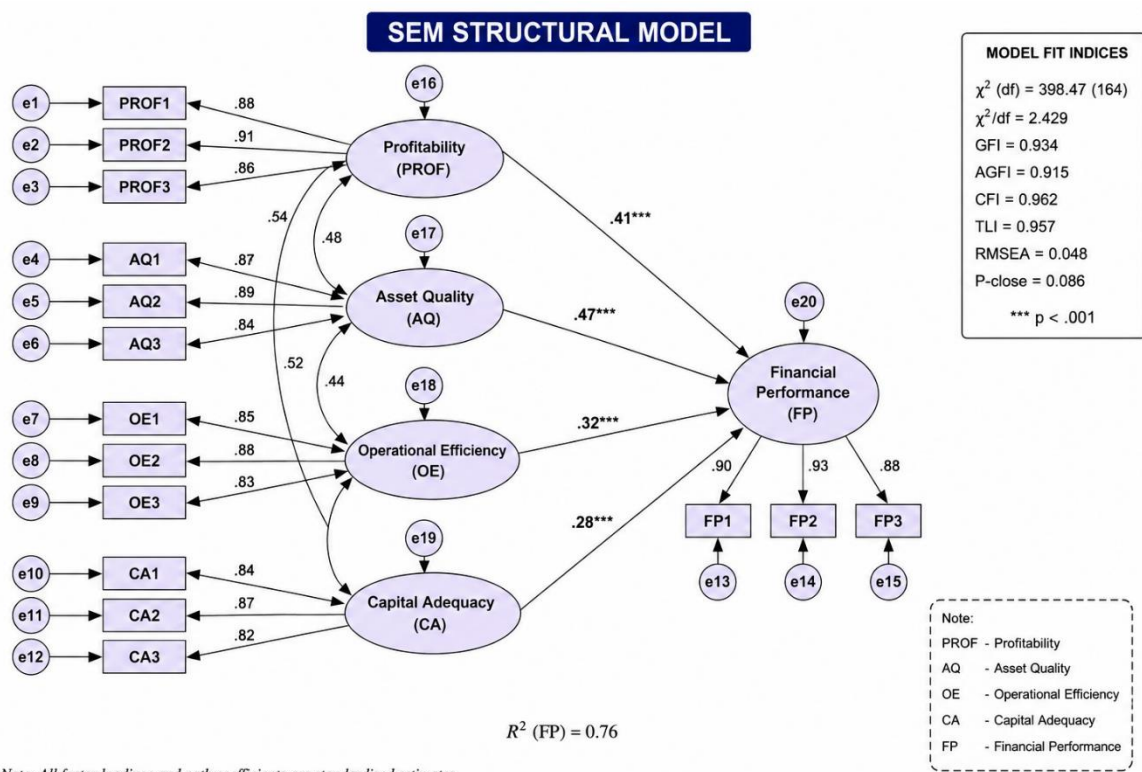 SEM STRUCTURAL MODEL
e16
e1
PROF1
.88
e2
PROF2
.91
e3
PROF3
.86
Profitability
(PROF)
.54
.48
.41***
e17
e4
AQ1
.87
e5
AQ2
.89
e6
AQ3
.84
Asset Quality
(AQ)
.47***
.52
.44
e18
e7
OE1
.85
e8
OE2
.88
e9
OE3
.83
Operational Efficiency
(OE)
.32***
e19
e10
CA1
.84
e11
CA2
.87
e12
CA3
.82
Capital Adequacy
(CA)
.28***
e20
Financial
Performance
(FP)
.90
.93
.88
FP1
FP2
FP3
e13
e14
e15
MODEL FIT INDICES
χ² (df) = 398.47 (164)
χ²/df = 2.429
GFI = 0.934
AGFI = 0.915
CFI = 0.962
TLI = 0.957
RMSEA = 0.048
P-close = 0.086
*** p < .001
Note:
PROF - Profitability
AQ - Asset Quality
OE - Operational Efficiency
CA - Capital Adequacy
FP - Financial Performance
R² (FP) = 0.76